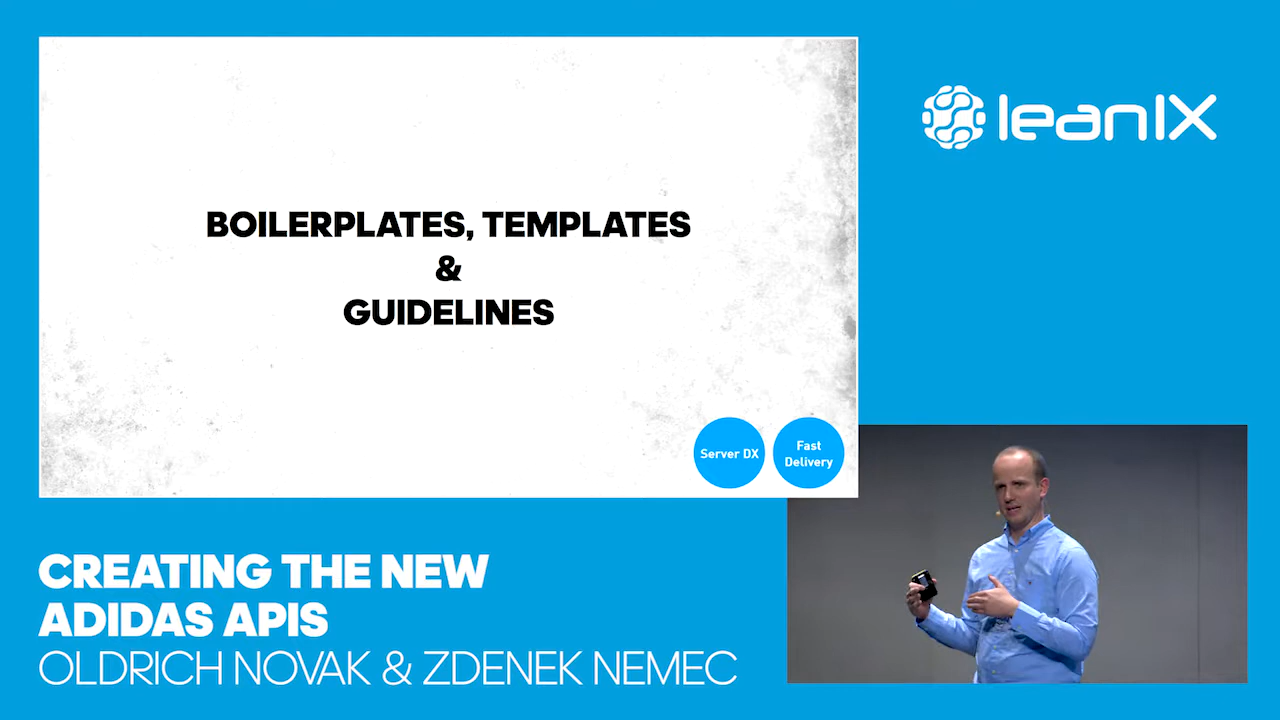 BOILERPLATES, TEMPLATES
&
GUIDELINES
Server DX
Fast
Delivery
leanIX
CREATING THE NEW
ADIDAS APIS
OLDRICH NOVAK & ZDENEK NEMEC